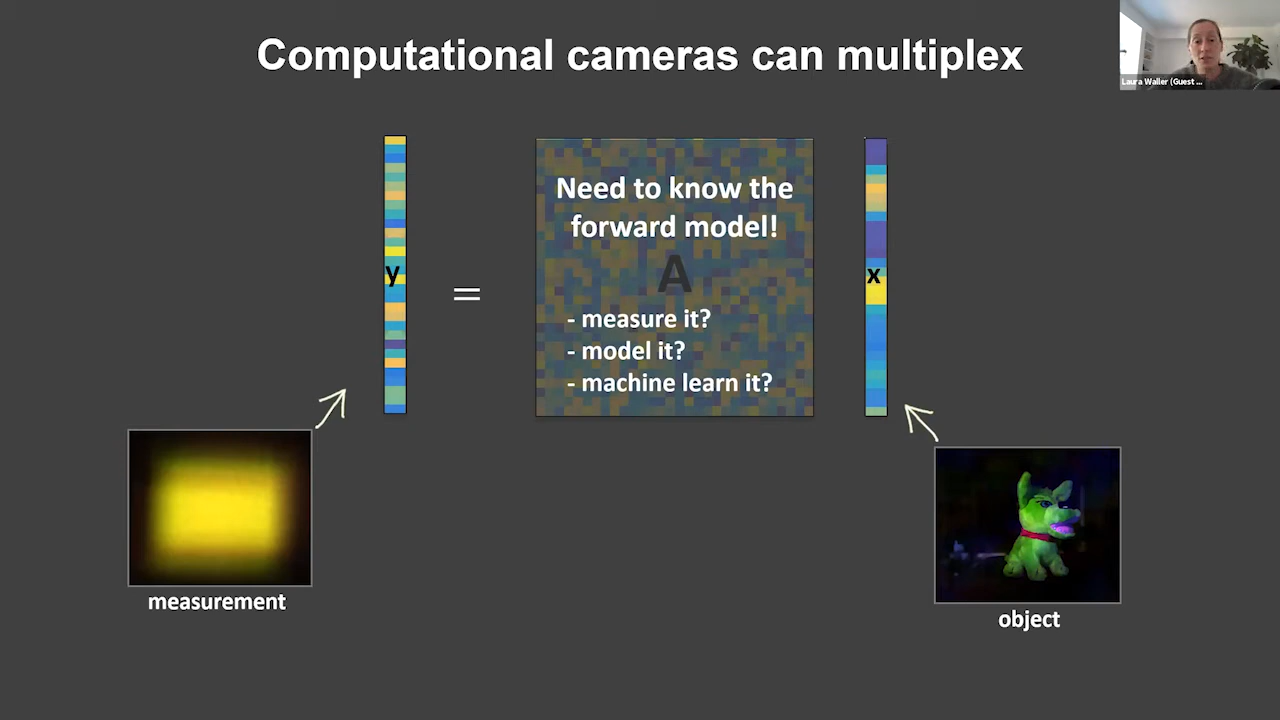 Computational cameras can multiplex
Laura Waller (Guest ...
y
=
Need to know the
forward model!
A
- measure it?
- model it?
- machine learn it?
x
measurement
object